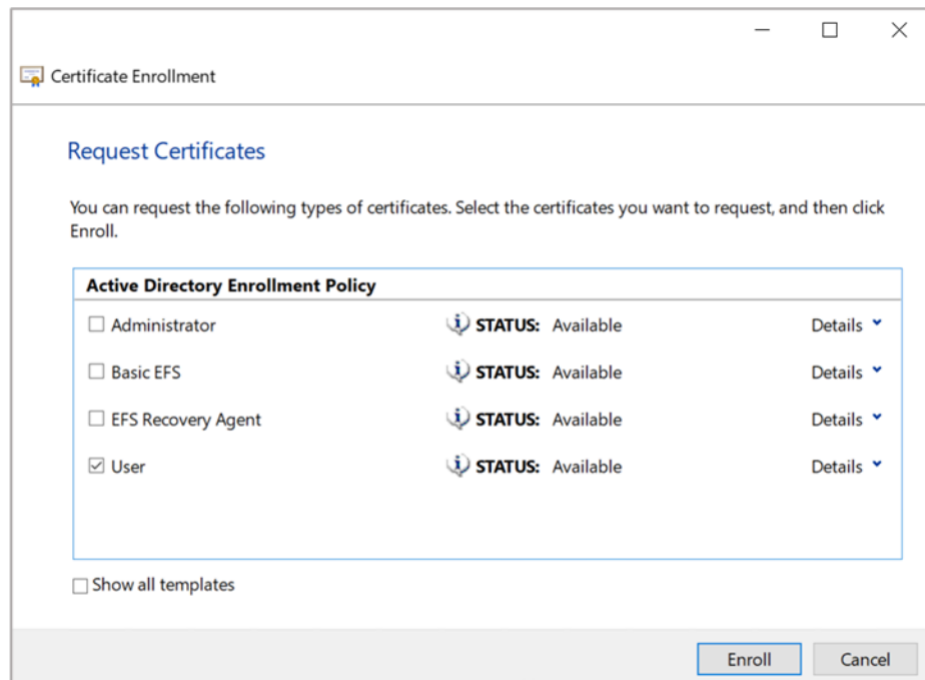 Certificate Enrollment
Request Certificates
You can request the following types of certificates. Select the certificates you want to request, and then click
Enroll.
Active Directory Enrollment Policy
Administrator STATUS: Available Details
Basic EFS STATUS: Available Details
EFS Recovery Agent STATUS: Available Details
User STATUS: Available Details
Show all templates
Enroll Cancel